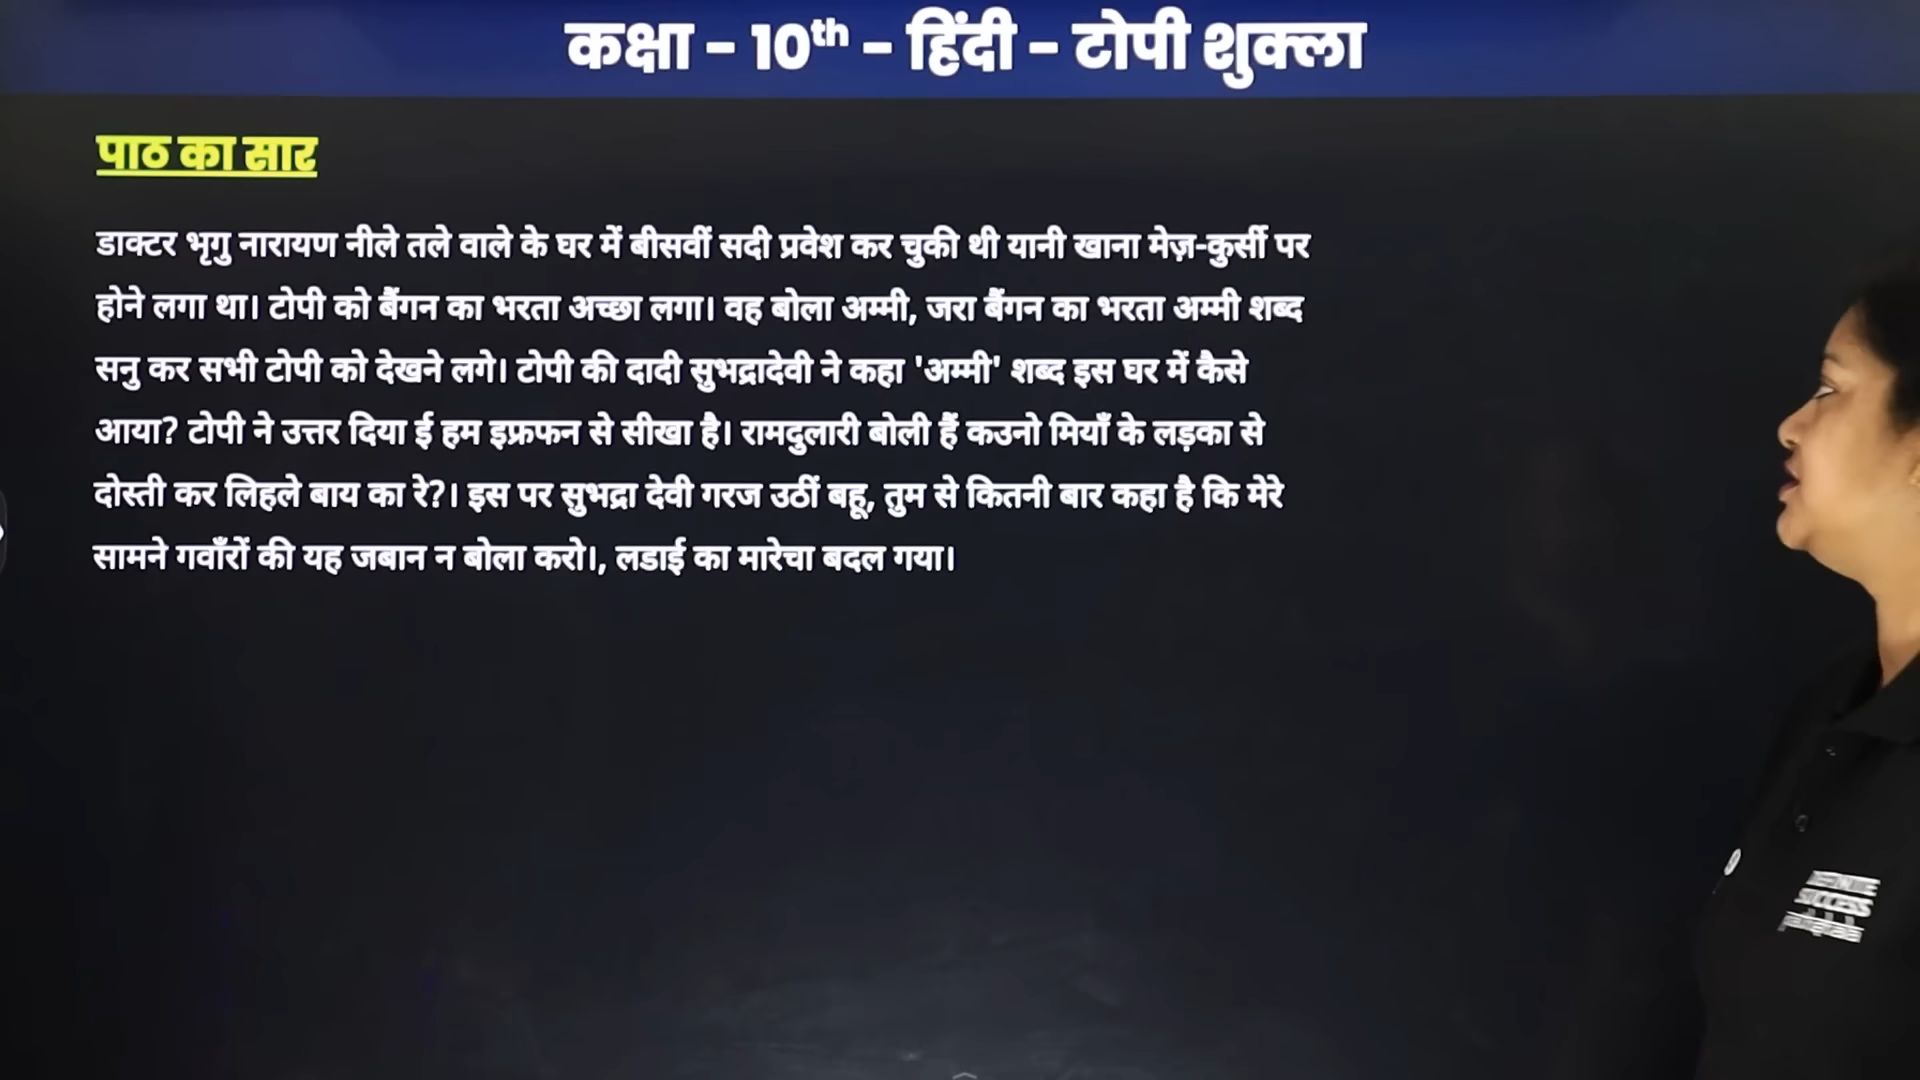 कक्षा – 10th – हिंदी – टोपी शुक्ला
पाठ का सार
डाक्टर भृगु नारायण नीले तले वाले के घर में बीसवीं सदी प्रवेश कर चुकी थी यानी खाना मेज़-कुर्सी पर
होने लगा था। टोपी को बैंगन का भरता अच्छा लगा। वह बोला अम्मी, जरा बैंगन का भरता अम्मी शब्द
सनु कर सभी टोपी को देखने लगे। टोपी की दादी सुभद्रादेवी ने कहा 'अम्मी' शब्द इस घर में कैसे
आया? टोपी ने उत्तर दिया ई हम इफ्रफन से सीखा है। रामदुलारी बोली हैं कउनो मियाँ के लड़का से
दोस्ती कर लिहले बाय का रे?। इस पर सुभद्रा देवी गरज उठीं बहू, तुम से कितनी बार कहा है कि मेरे
सामने गवाँरों की यह जबान न बोला करो।, लडाई का मारेचा बदल गया।
SUCCESS